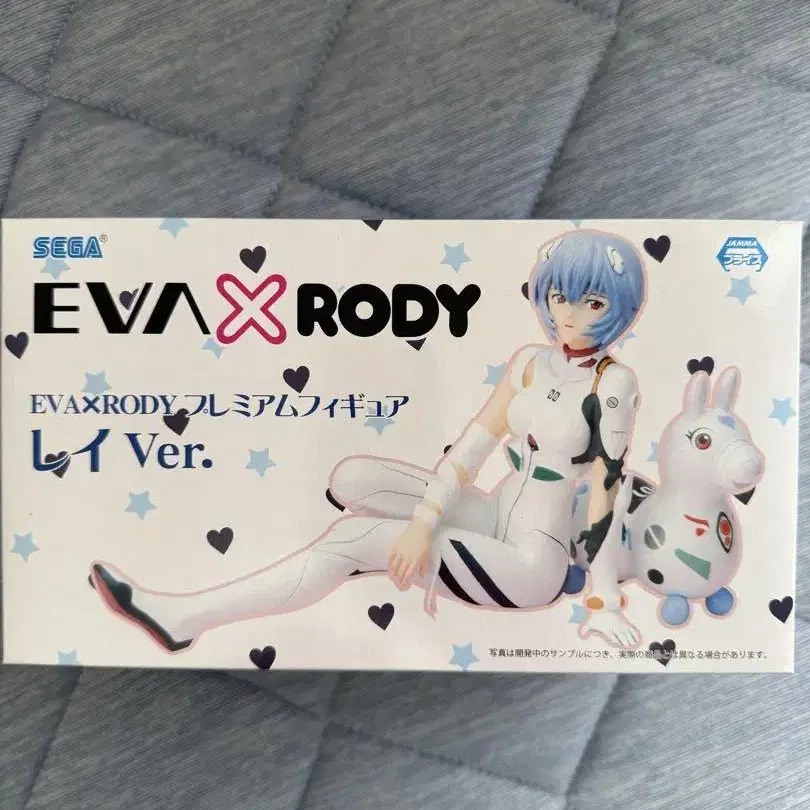 SEGA®
EVA×RODY
EVA×RODY プレミアムフィギュア
レイ Ver.
JAMMA
プライズ
00
写真は開発中のサンプルにつき、実際の商品とは異なる場合があります。